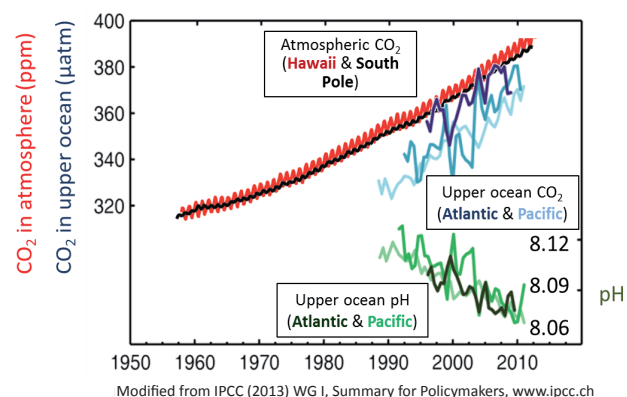 CO₂ in atmosphere (ppm)
CO₂ in upper ocean (µatm)
400
380
360
340
320
Atmospheric CO₂
(Hawaii & South
Pole)
Upper ocean CO₂
(Atlantic & Pacific)
8.12
8.09
8.06
pH
Upper ocean pH
(Atlantic & Pacific)
1950 1960 1970 1980 1990 2000 2010
Modified from IPCC (2013) WG I, Summary for Policymakers, www.ipcc.ch